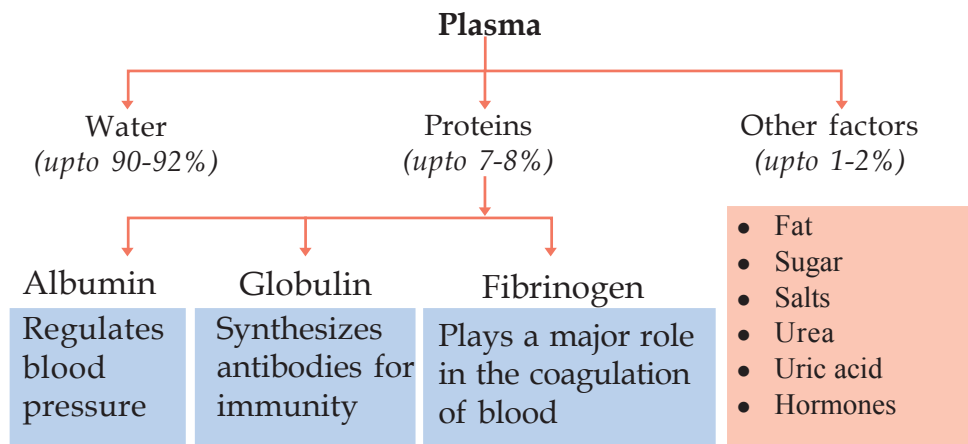 Plasma
Water
(upto 90-92%)
Proteins
(upto 7-8%)
Other factors
(upto 1-2%)
Albumin
Regulates
blood
pressure
Globulin
Synthesizes
antibodies for
immunity
Fibrinogen
Plays a major role
in the coagulation
of blood
• Fat
• Sugar
• Salts
• Urea
• Uric acid
• Hormones